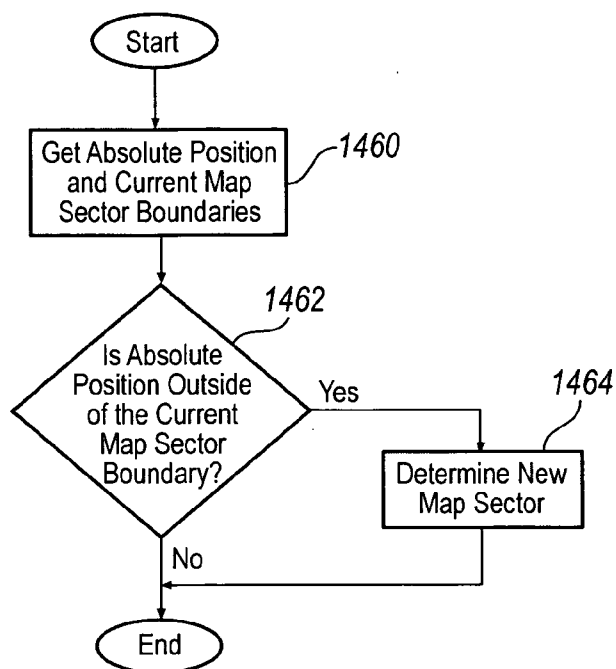 Start
Get Absolute Position
and Current Map
Sector Boundaries
1460
1462
Is Absolute
Position Outside
of the Current
Map Sector
Boundary?
Yes
1464
Determine New
Map Sector
No
End